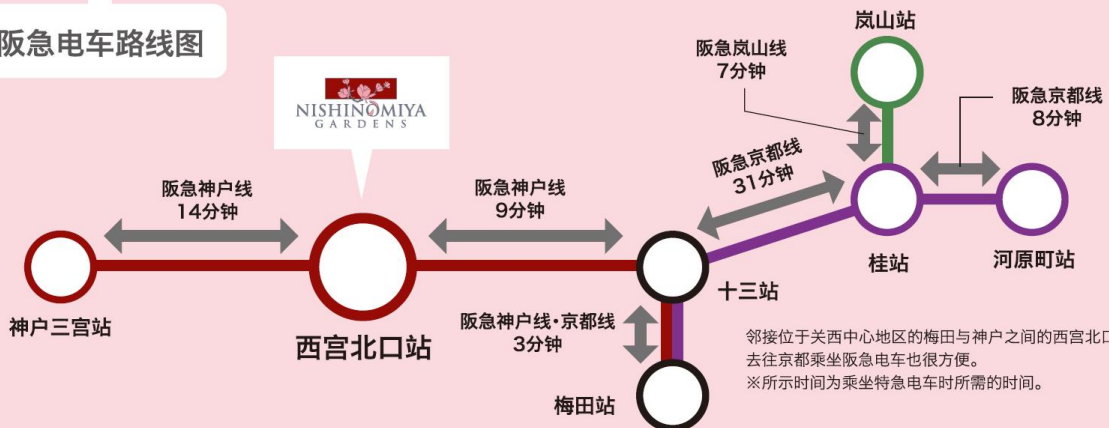 阪急电车路线图
NISHINOMIYA
GARDENS
岚山站
阪急岚山线
7分钟
阪急京都线
8分钟
阪急京都线
31分钟
阪急神户线
14分钟
阪急神户线
9分钟
神户三宫站
西宫北口站
十三站
桂站
河原町站
阪急神户线・京都线
3分钟
梅田站
邻接位于关西中心地区的梅田与神户之间的西宫北口
去往京都乘坐阪急电车也很方便。
※所示时间为乘坐特急电车时所需的时间。